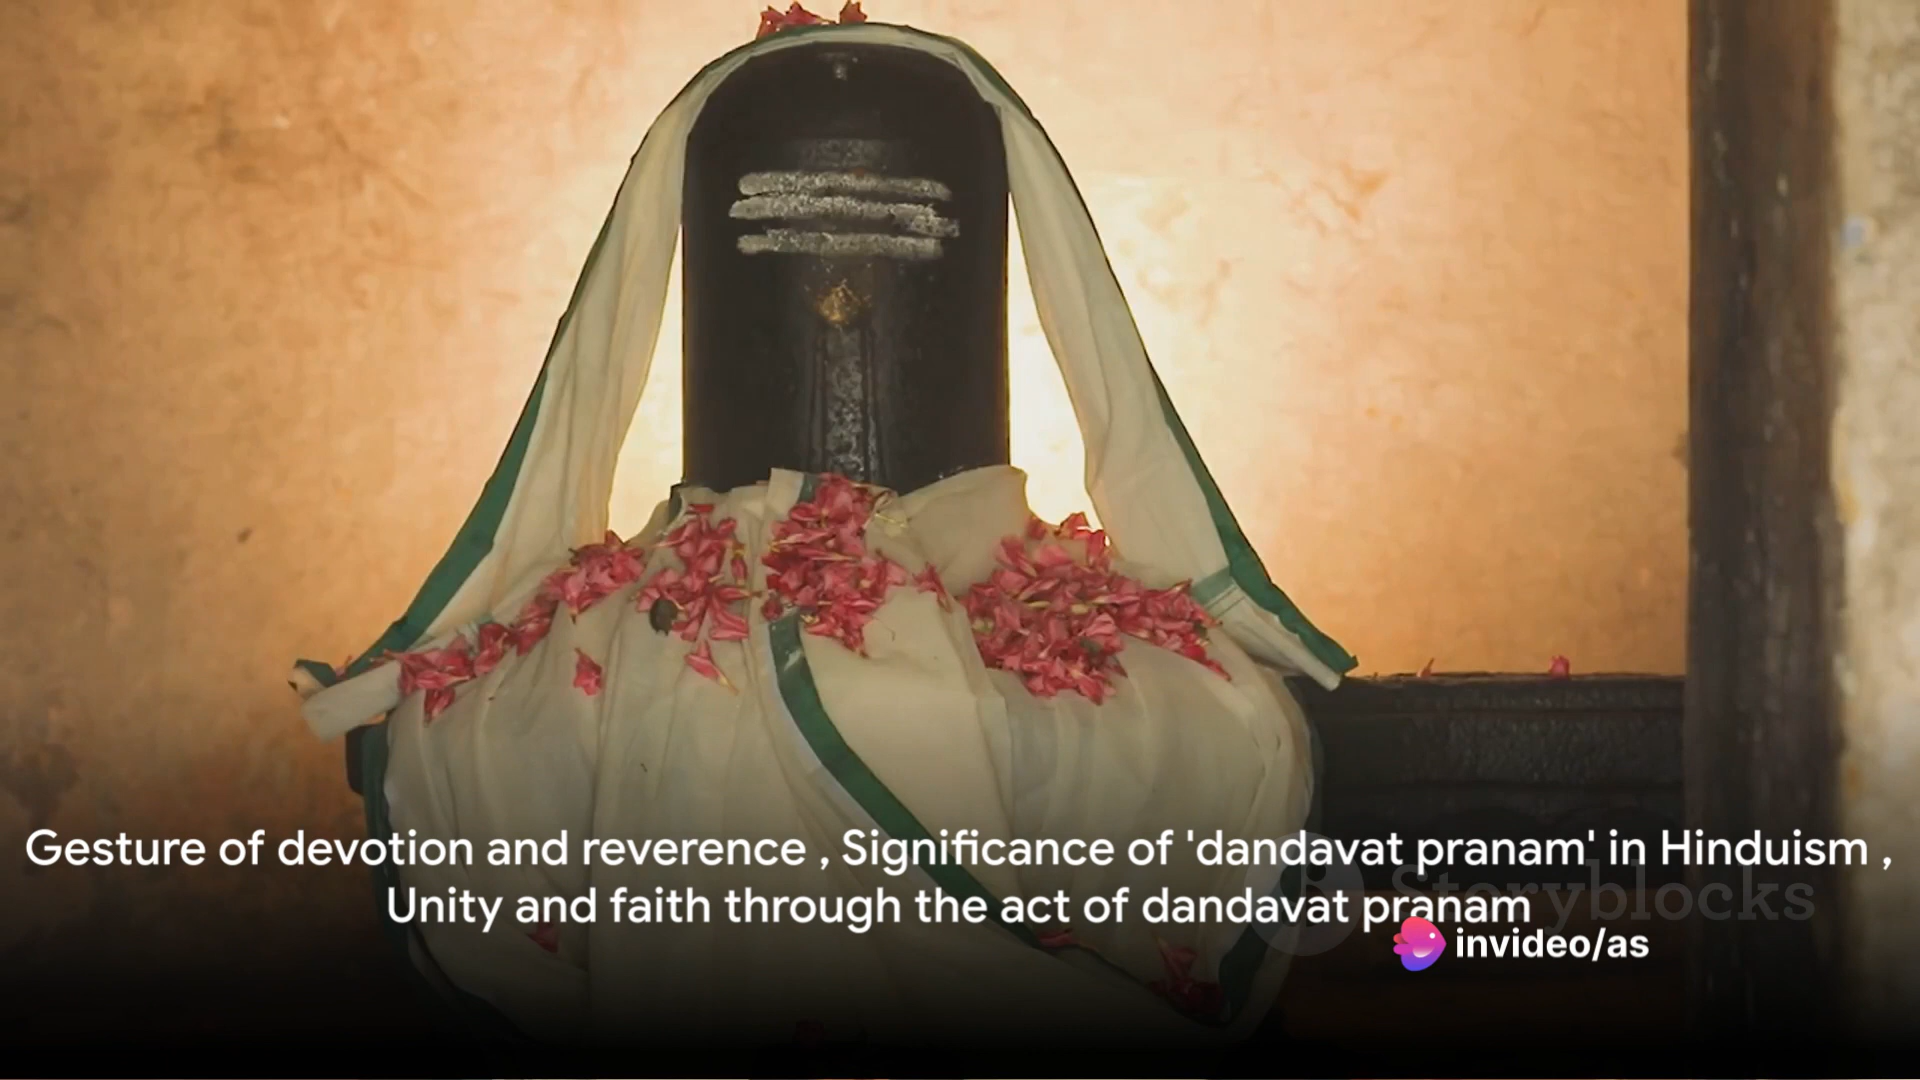 Gesture of devotion and reverence , Significance of 'dandavat pranam' in Hinduism ,
Unity and faith through the act of dandavat pranam
Storyblocks
invideo/as